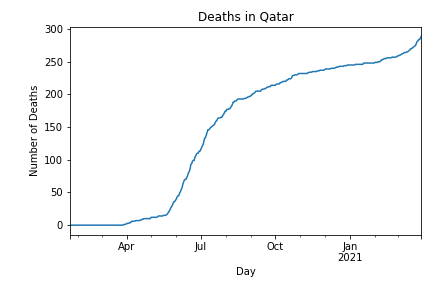 Deaths in Qatar
300
250
200
150
100
50
0
Number of Deaths
Apr
Jul
Oct
Jan
2021
Day